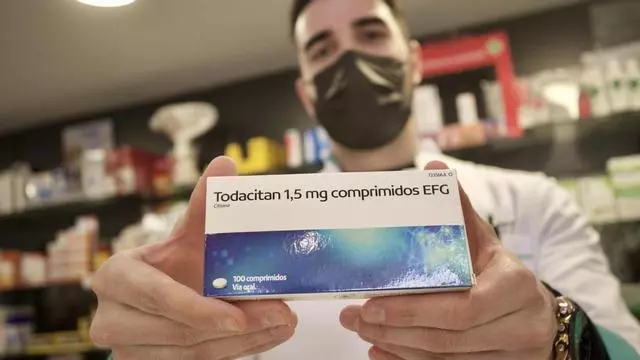 Todacitan 1,5 mg comprimidos EFG
Citisina
100 comprimidos
Vía oral